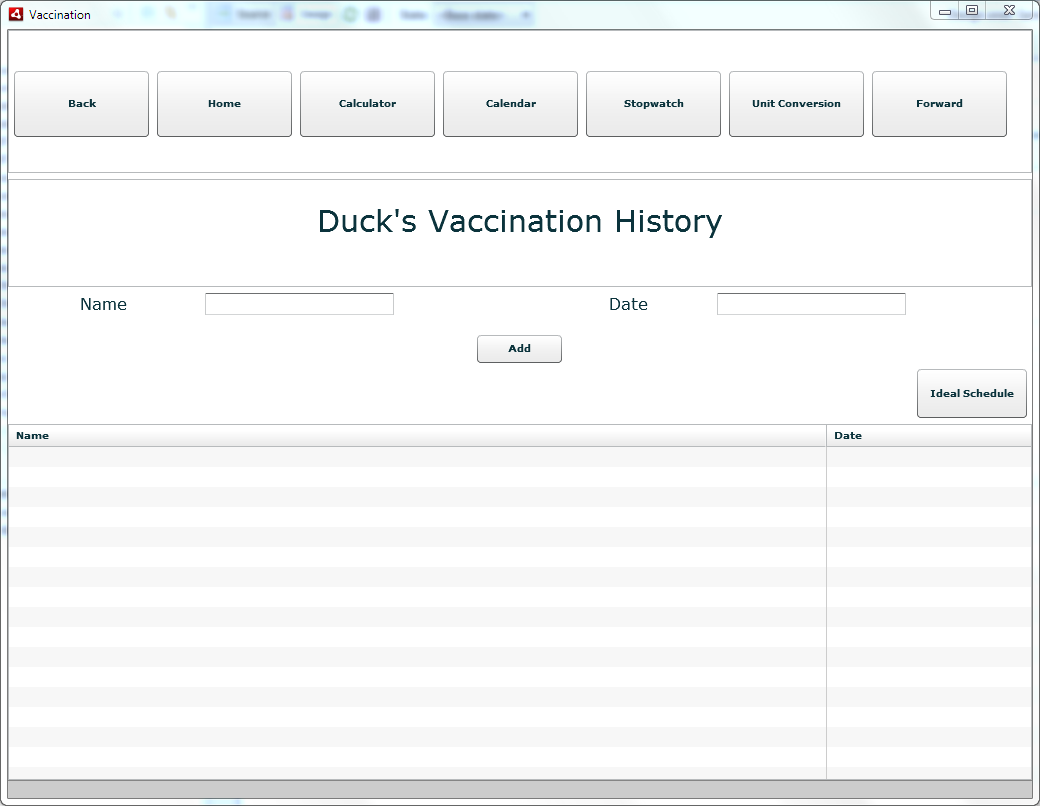 Vaccination
Back Home Calculator Calendar Stopwatch Unit Conversion Forward
Duck's Vaccination History
Name Date
Add
Ideal Schedule
Name Date